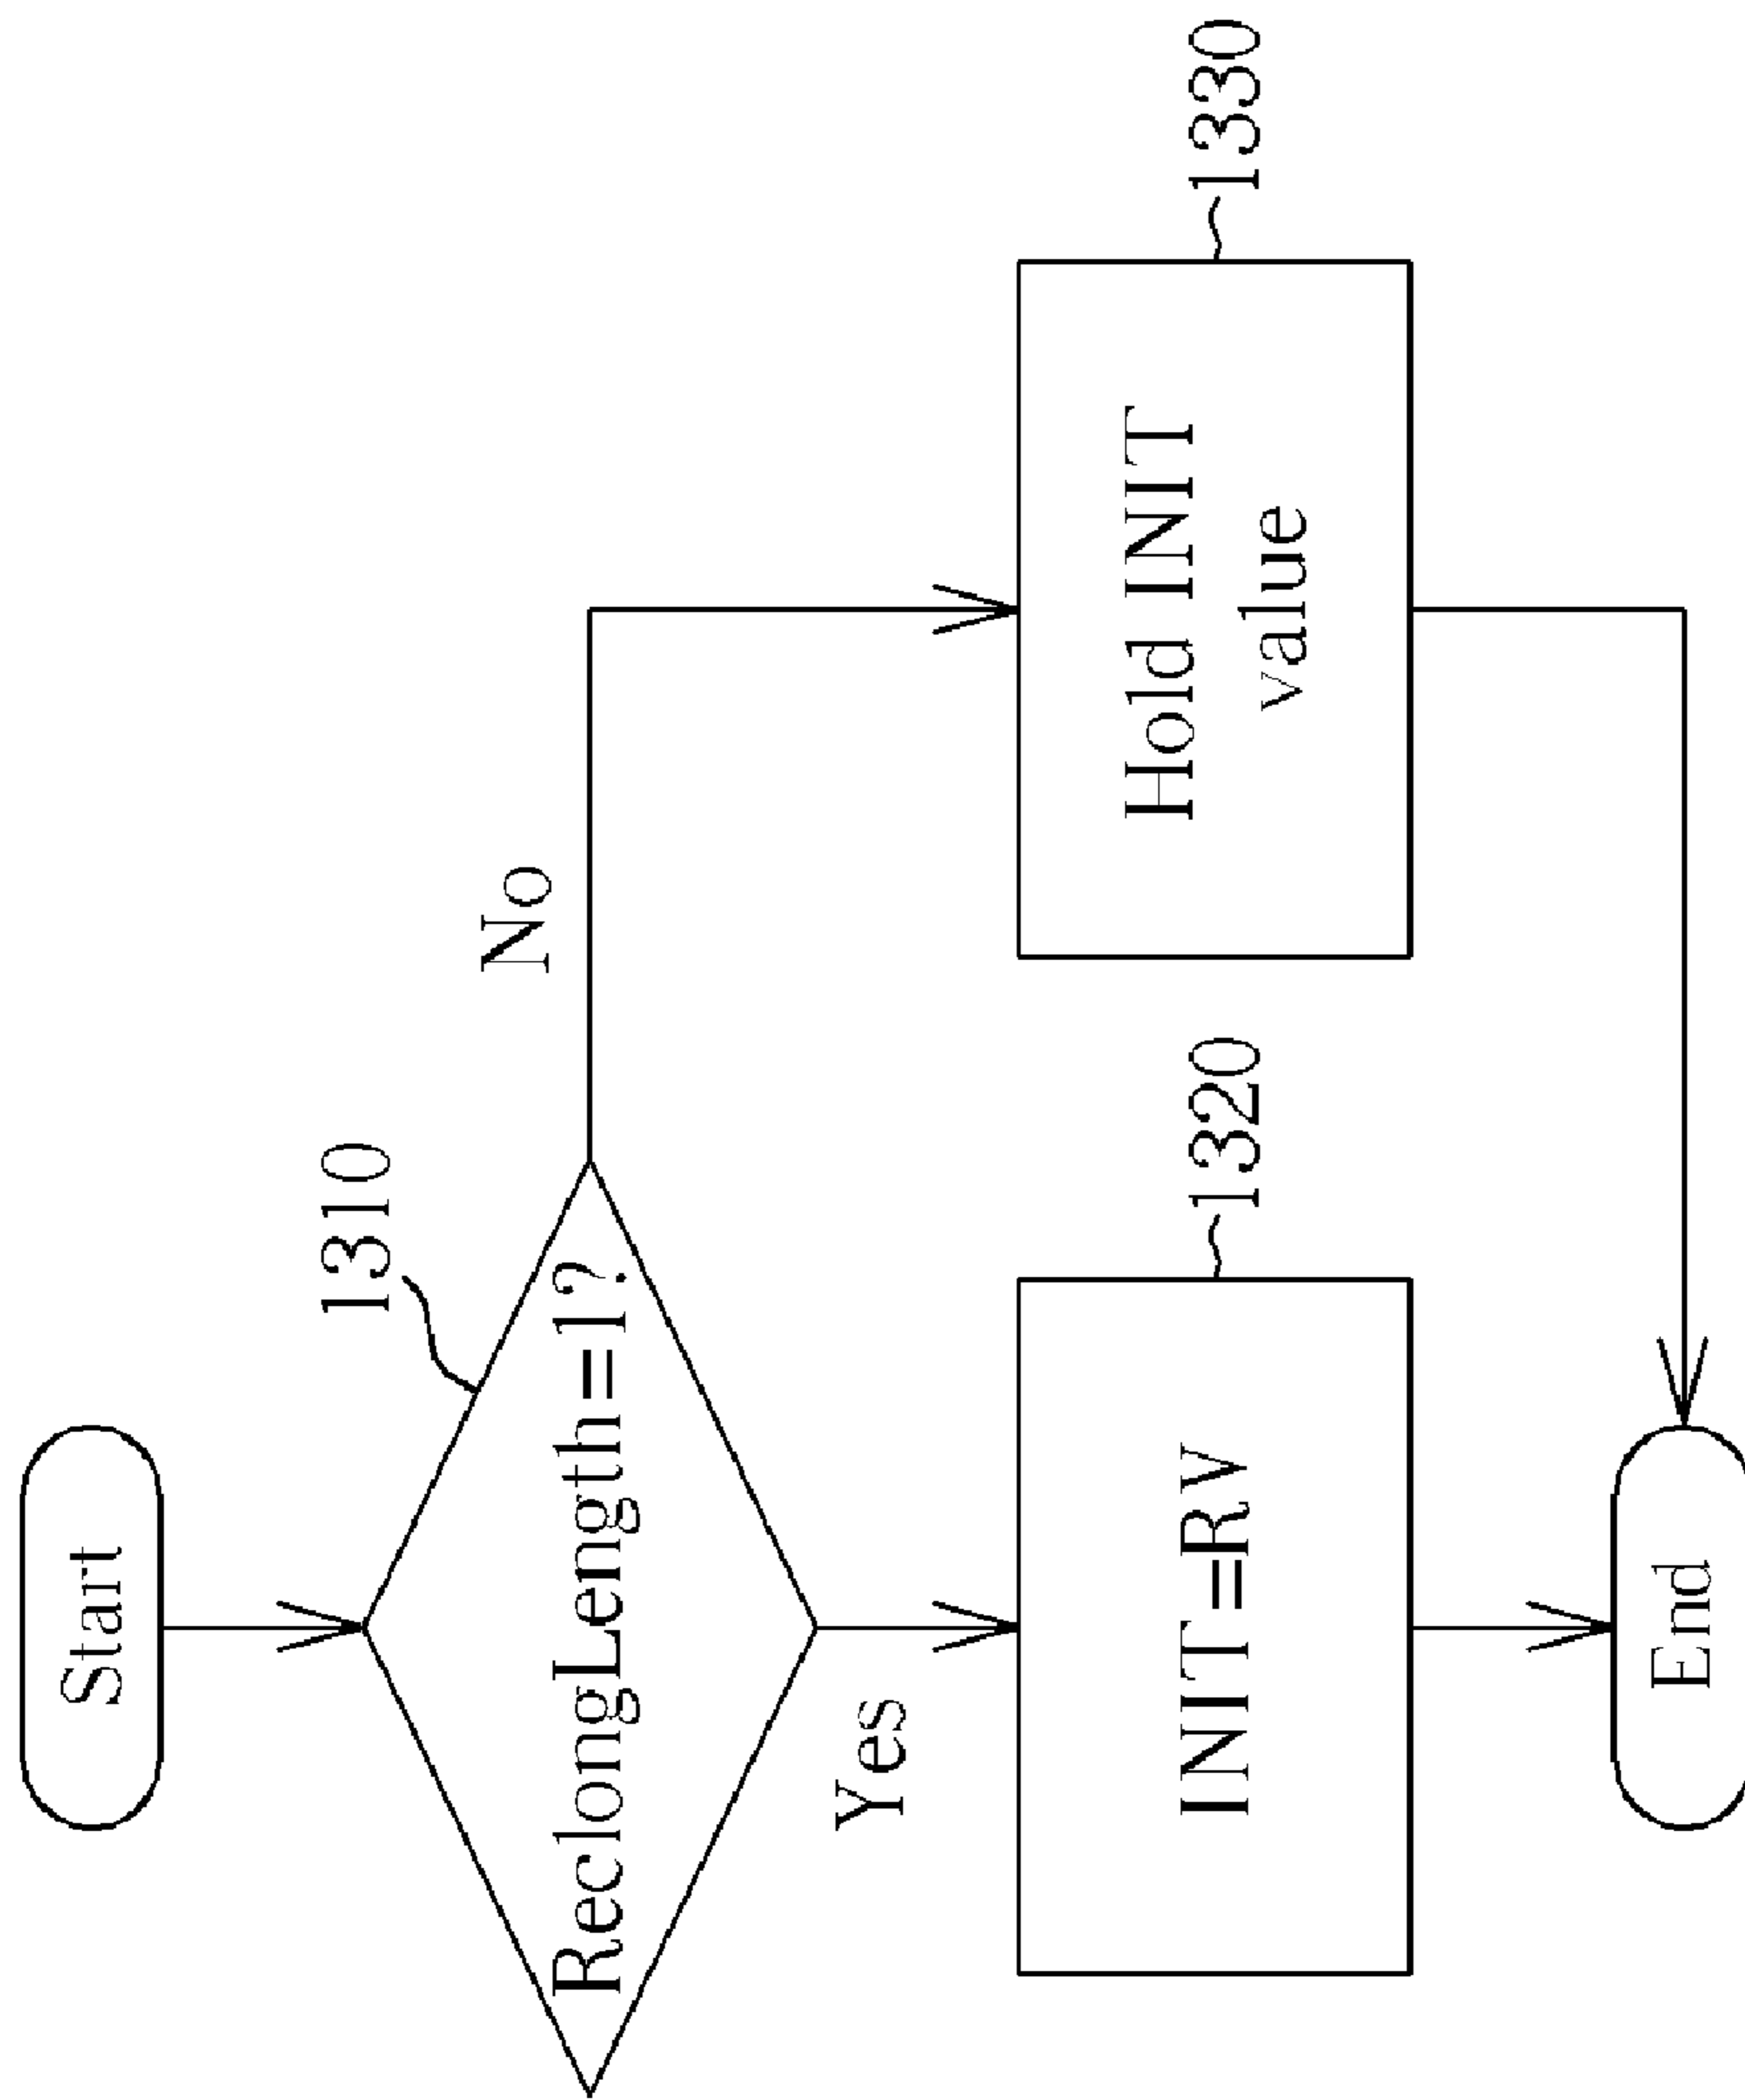 Start
1310
ReclongLength=1?
No
Yes
1320
INIT=RV
1330
Hold INIT
value
End